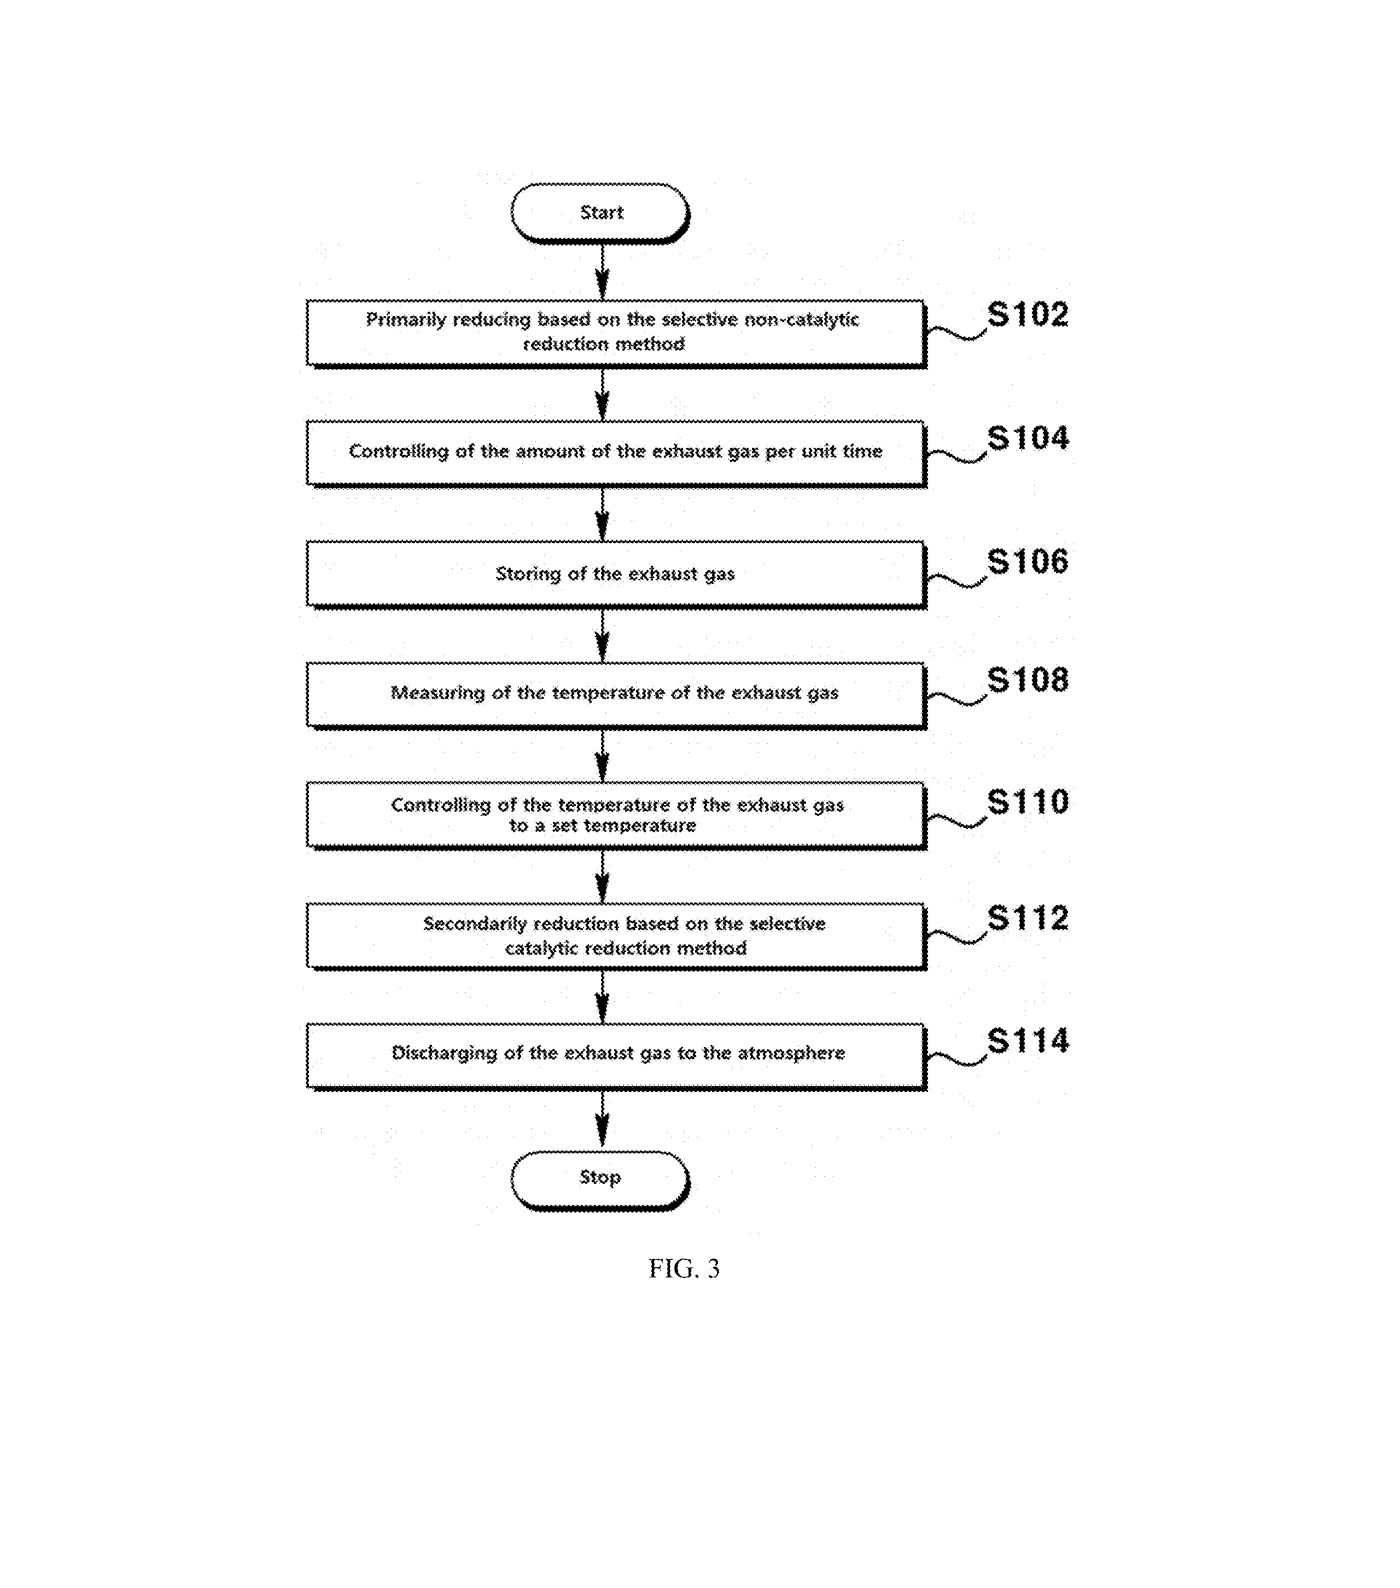 Start
Primarily reducing based on the selective non-catalytic
reduction method
S102
Controlling of the amount of the exhaust gas per unit time
S104
Storing of the exhaust gas
S106
Measuring of the temperature of the exhaust gas
S108
Controlling of the temperature of the exhaust gas
to a set temperature
S110
Secondarily reduction based on the selective
catalytic reduction method
S112
Discharging of the exhaust gas to the atmosphere
S114
Stop
FIG. 3